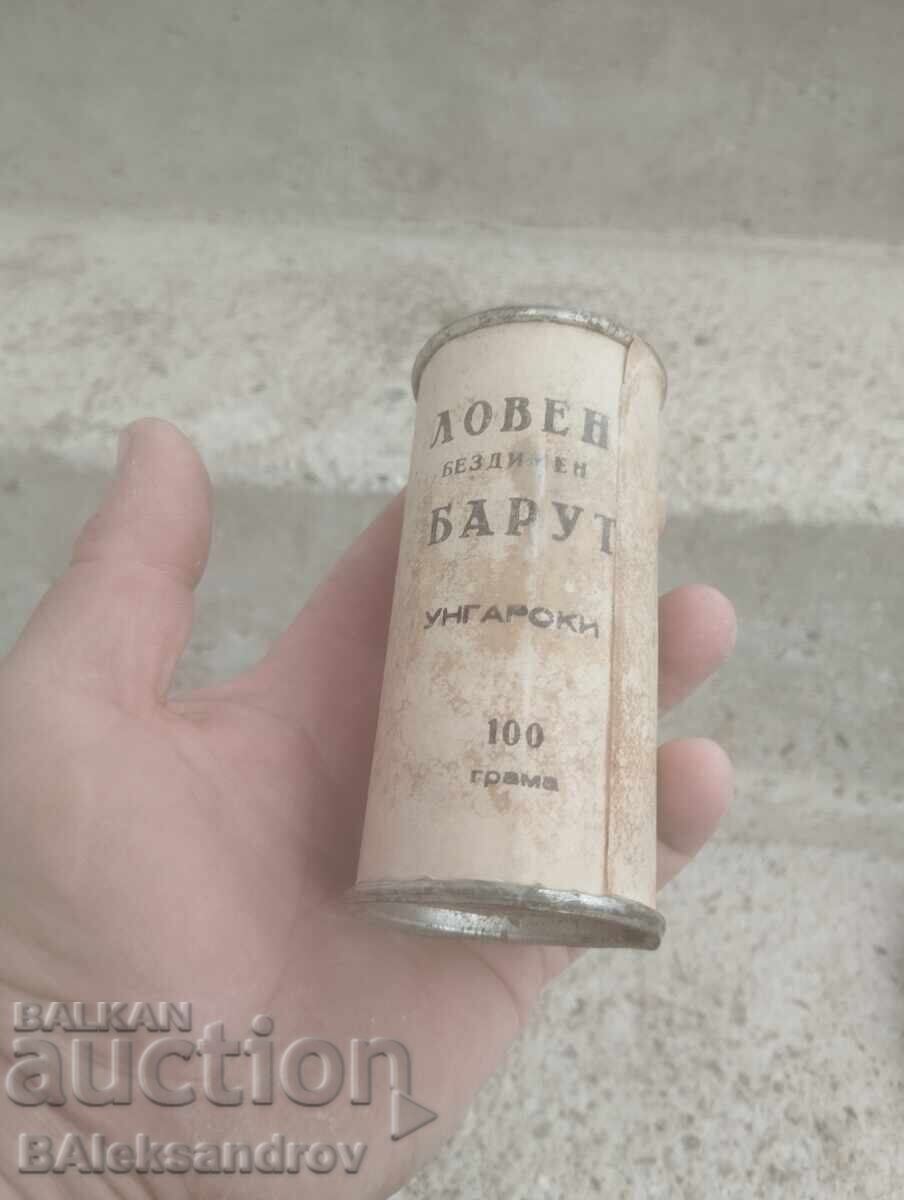 ЛОВЕН
БЕЗДИМЕН
БАРУТ
УНГАРСКИ
100
грама
BALKAN
auction
BAleksandrov